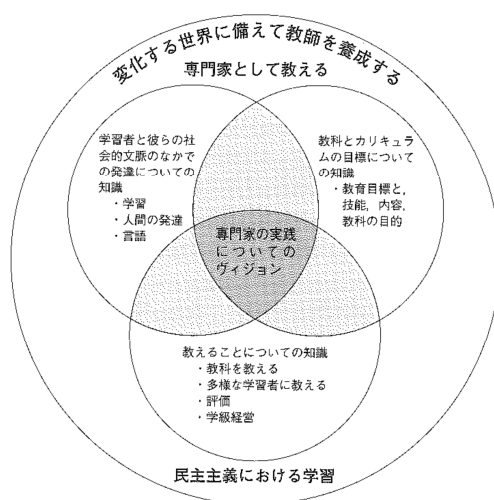 変化する世界に備えて教師を養成する
専門家として教える
学習者と彼らの社
会的文脈のなかで
の発達についての
知識
・学習
・人間の発達
・言語
教科とカリキュラ
ムの目標について
の知識
・教育目標と,
技能, 内容,
教科の目的
専門家の実践
についての
ヴィジョン
教えることについての知識
・教科を教える
・多様な学習者に教える
・評価
・学級経営
民主主義における学習